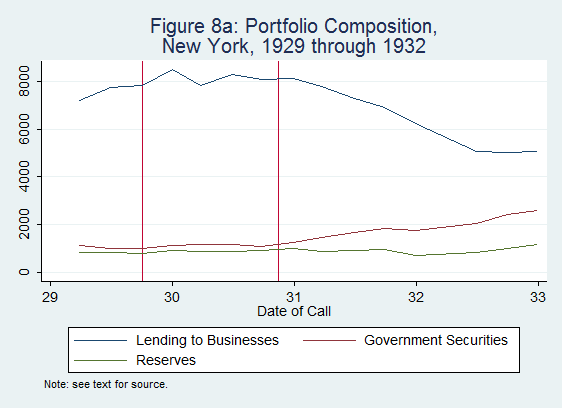 Figure 8a: Portfolio Composition,
New York, 1929 through 1932
8000
6000
4000
2000
0
29 30 31 32 33
Date of Call
Lending to Businesses Government Securities
Reserves
Note: see text for source.